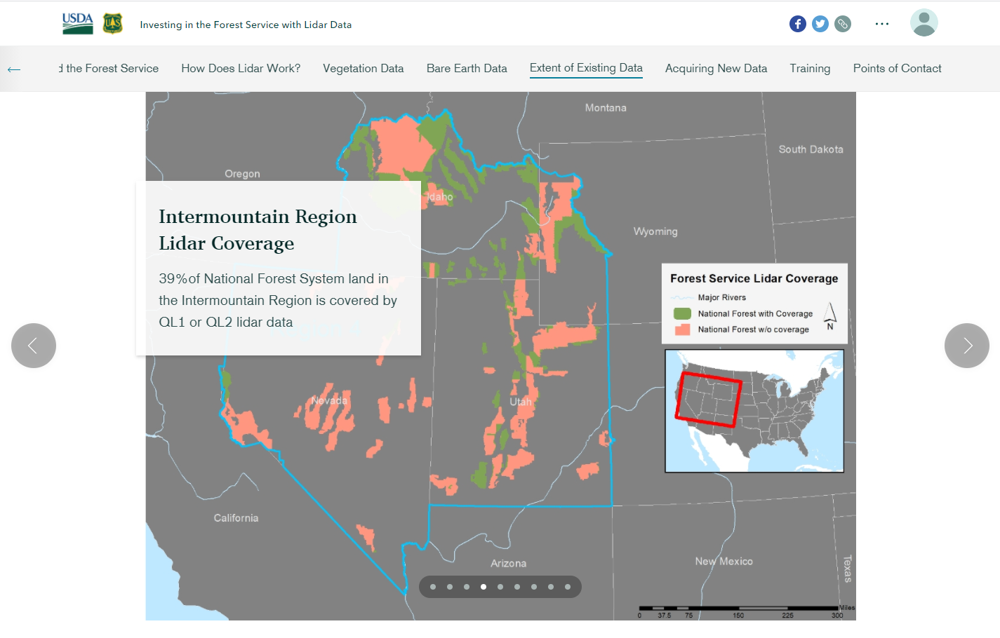 USDA
UAS
Investing in the Forest Service with Lidar Data
d the Forest Service
How Does Lidar Work?
Vegetation Data
Bare Earth Data
Extent of Existing Data
Acquiring New Data
Training
Points of Contact
Montana
South Dakota
Oregon
Idaho
Intermountain Region
Lidar Coverage
39%of National Forest System land in
the Intermountain Region is covered by
QL1 or QL2 lidar data
Wyoming
Forest Service Lidar Coverage
Major Rivers
National Forest with Coverage
National Forest w/o coverage
N
Nevada
Utah
California
Arizona
New Mexico
Texas
Miles
0 37.5 75 150 225 300